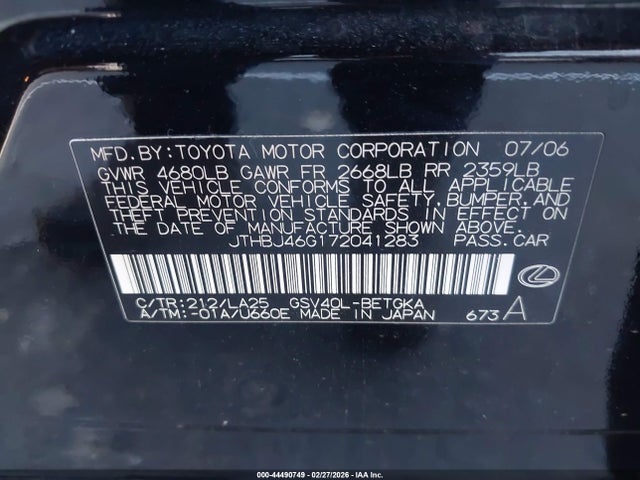 MFD.BY:TOYOTA MOTOR CORPORATION 07/06
GVWR 4680LB GAWR FR 2668LB RR 2359LB
THIS VEHICLE CONFORMS TO ALL APPLICABLE
FEDERAL MOTOR VEHICLE SAFETY,BUMPER,AND
THEFT PREVENTION STANDARDS IN EFFECT ON
THE DATE OF MANUFACTURE SHOWN ABOVE.
JTHBJ46G172041283 PASS.CAR
C/TR:212/LA25 GSV40L-BETGKA
A/TM:-01A/U660E MADE IN JAPAN 673 A
000-44490749 - 02/27/2026 - IAA Inc.